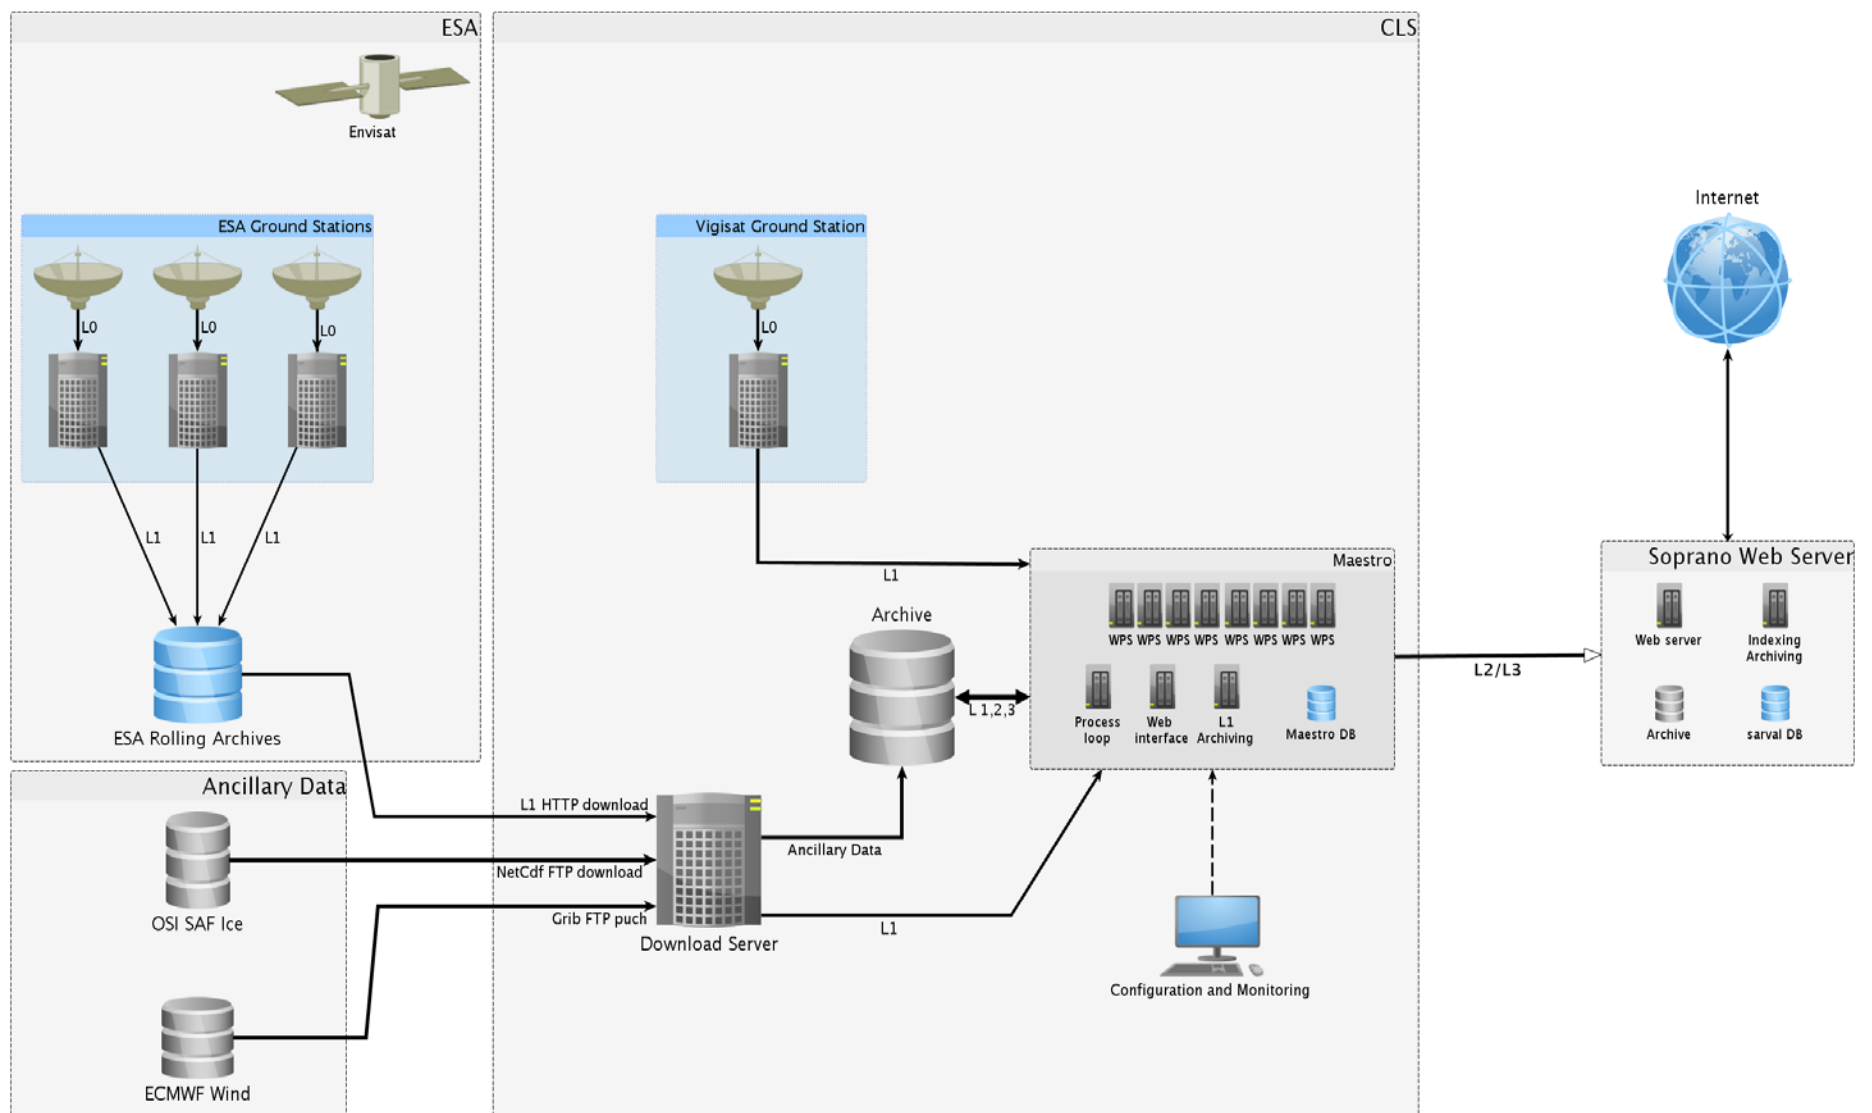 ESA
CLS
Envisat
Internet
ESA Ground Stations
Vigisat Ground Station
L0
L0
L0
L0
L1
L1
L1
L1
Maestro
Soprano Web Server
WPS WPS WPS WPS WPS WPS WPS WPS
Web server
Indexing
Archiving
Archive
L2/L3
L 1,2,3
Process
loop
Web
interface
L1
Archiving
Maestro DB
Archive
sarval DB
ESA Rolling Archives
Ancillary Data
L1 HTTP download
Ancillary Data
NetCdf FTP download
OSI SAF Ice
Grib FTP puch
L1
Download Server
Configuration and Monitoring
ECMWF Wind